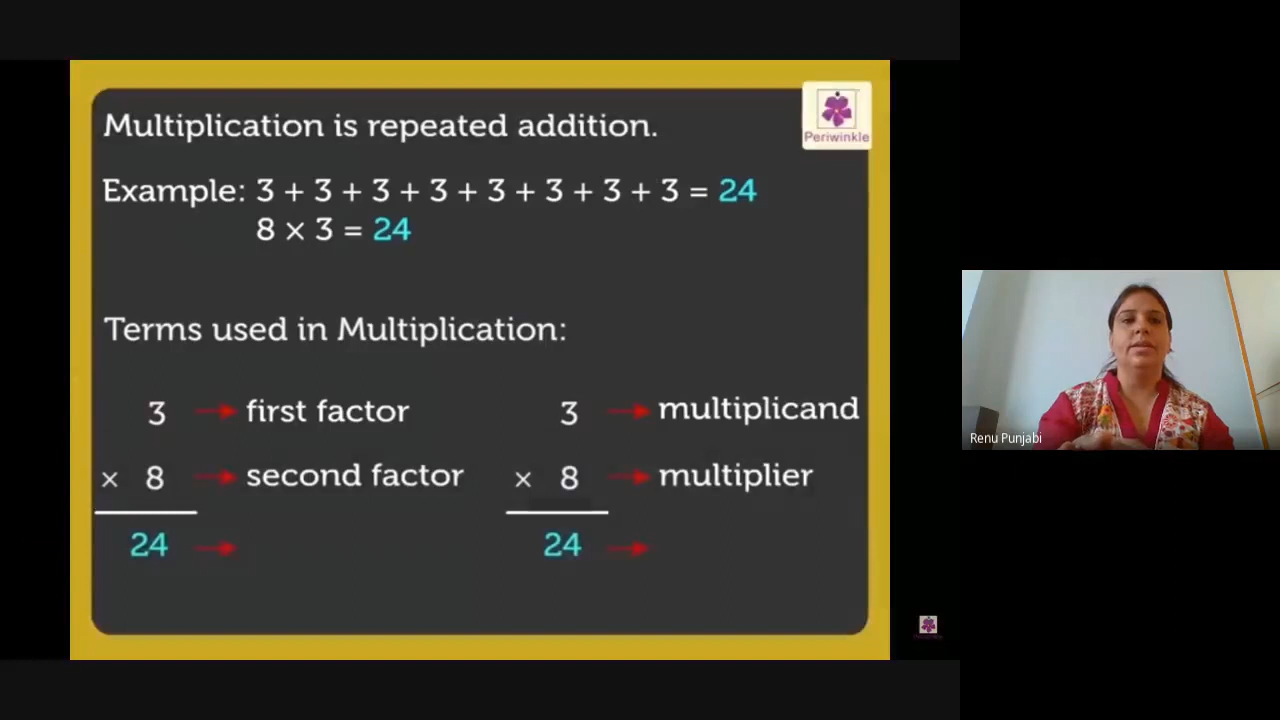 Multiplication is repeated addition.
Periwinkle
Example: 3 + 3 + 3 + 3 + 3 + 3 + 3 + 3 = 24
8 × 3 = 24
Terms used in Multiplication:
3 first factor
× 8 second factor
24
3 multiplicand
× 8 multiplier
24
Renu Punjabi